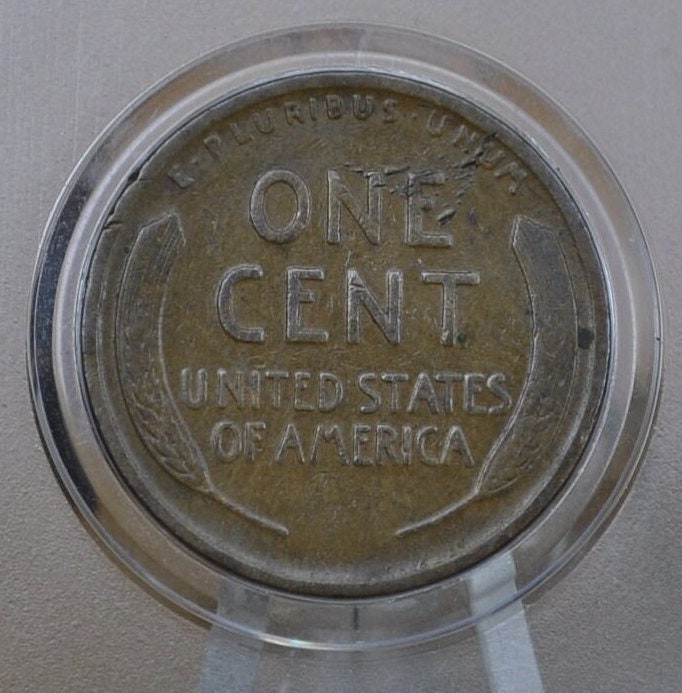 E·PLURIBUS·UNUM
ONE
CENT
UNITED STATES
OF AMERICA